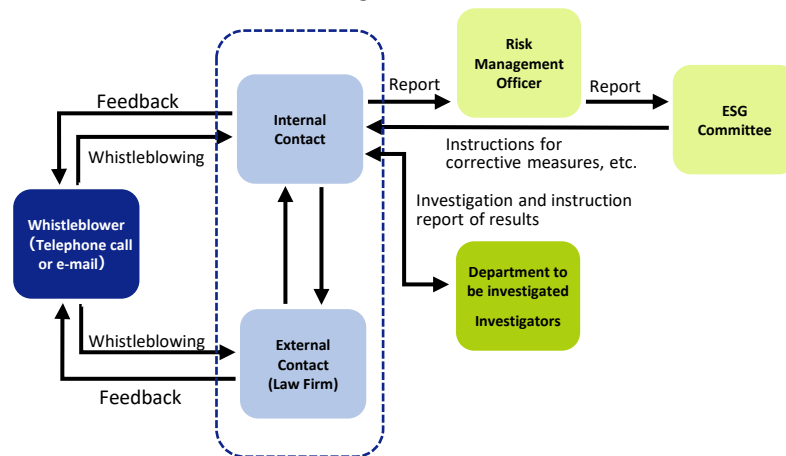 Feedback
Whistleblowing
Whistleblower
(Telephone call
or e-mail)
Whistleblowing
Feedback
Internal
Contact
External
Contact
(Law Firm)
Report
Risk
Management
Officer
Report
ESG
Committee
Instructions for
corrective measures, etc.
Investigation and instruction
report of results
Department to
be investigated
Investigators